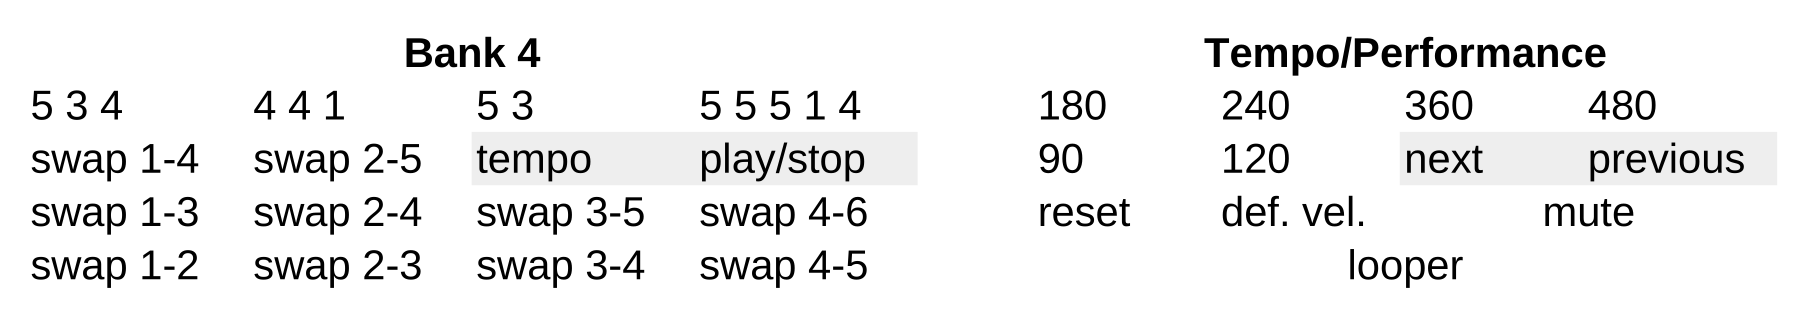 Bank 4 Tempo/Performance
5 3 4 4 4 1 5 3 5 5 5 1 4 180 240 360 480
swap 1-4 swap 2-5 tempo play/stop 90 120 next previous
swap 1-3 swap 2-4 swap 3-5 swap 4-6 reset def. vel. mute
swap 1-2 swap 2-3 swap 3-4 swap 4-5 looper